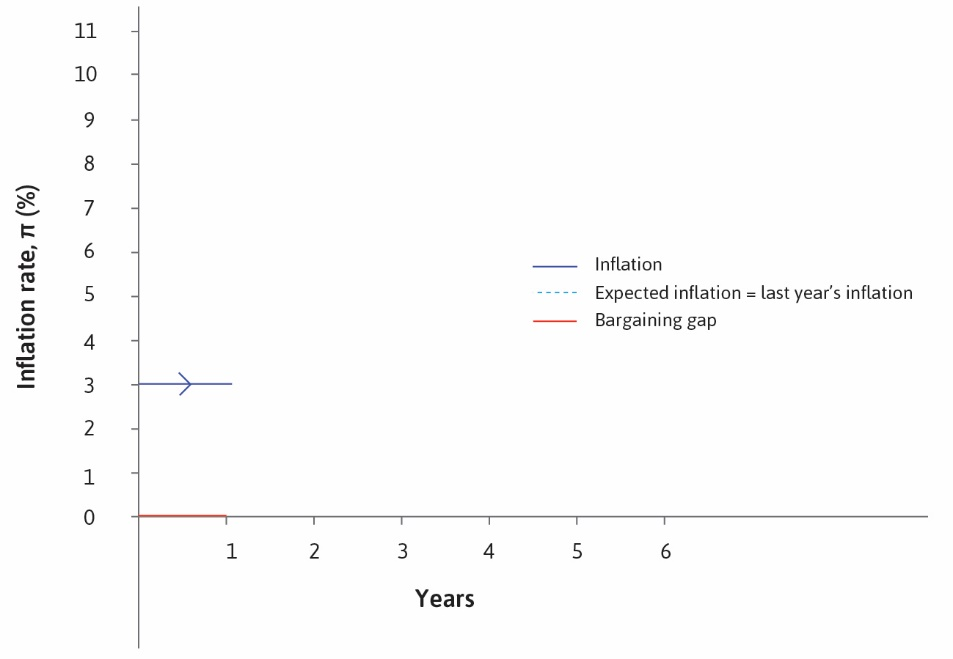 11
10
9
8
7
6
5
4
3
2
1
0
Inflation rate, π (%)
Inflation
Expected inflation = last year's inflation
Bargaining gap
1 2 3 4 5 6
Years